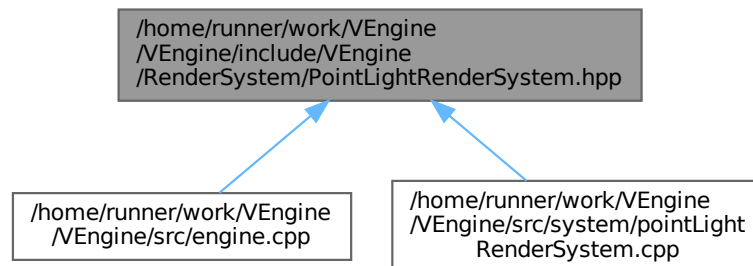 /home/runner/work/VEngine
/VEngine/include/VEngine
/RenderSystem/PointLightRenderSystem.hpp
/home/runner/work/VEngine
/VEngine/src/engine.cpp
/home/runner/work/VEngine
/VEngine/src/system/pointLight
RenderSystem.cpp